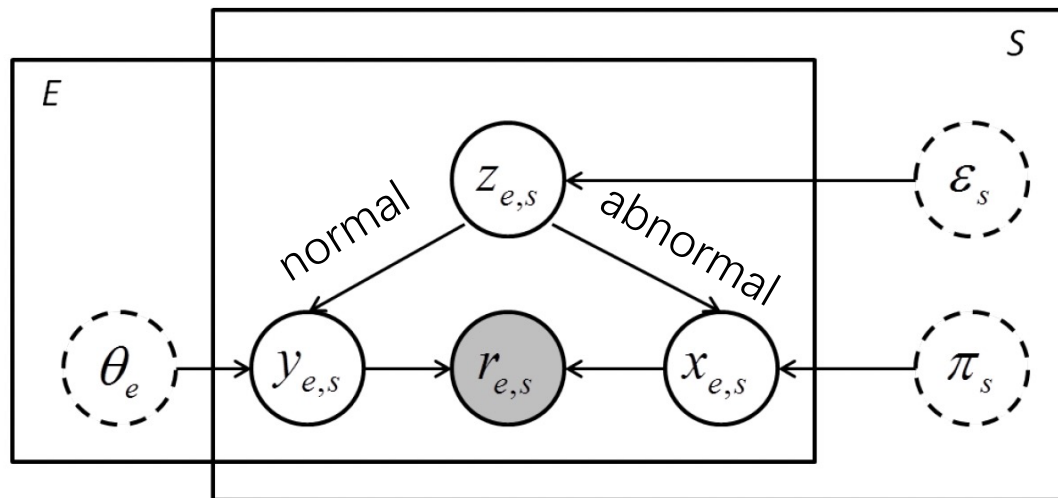 S
E
z_{e,s}
ε_s
normal
abnormal
θ_e
y_{e,s}
r_{e,s}
x_{e,s}
π_s